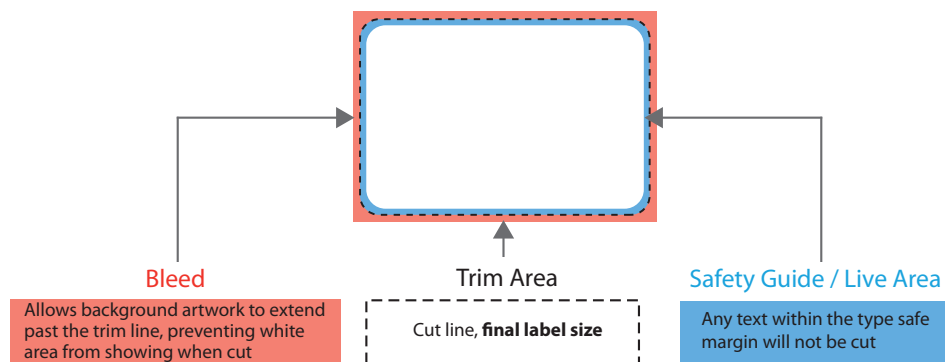 Bleed
Allows background artwork to extend
past the trim line, preventing white
area from showing when cut
Trim Area
Cut line, final label size
Safety Guide / Live Area
Any text within the type safe
margin will not be cut